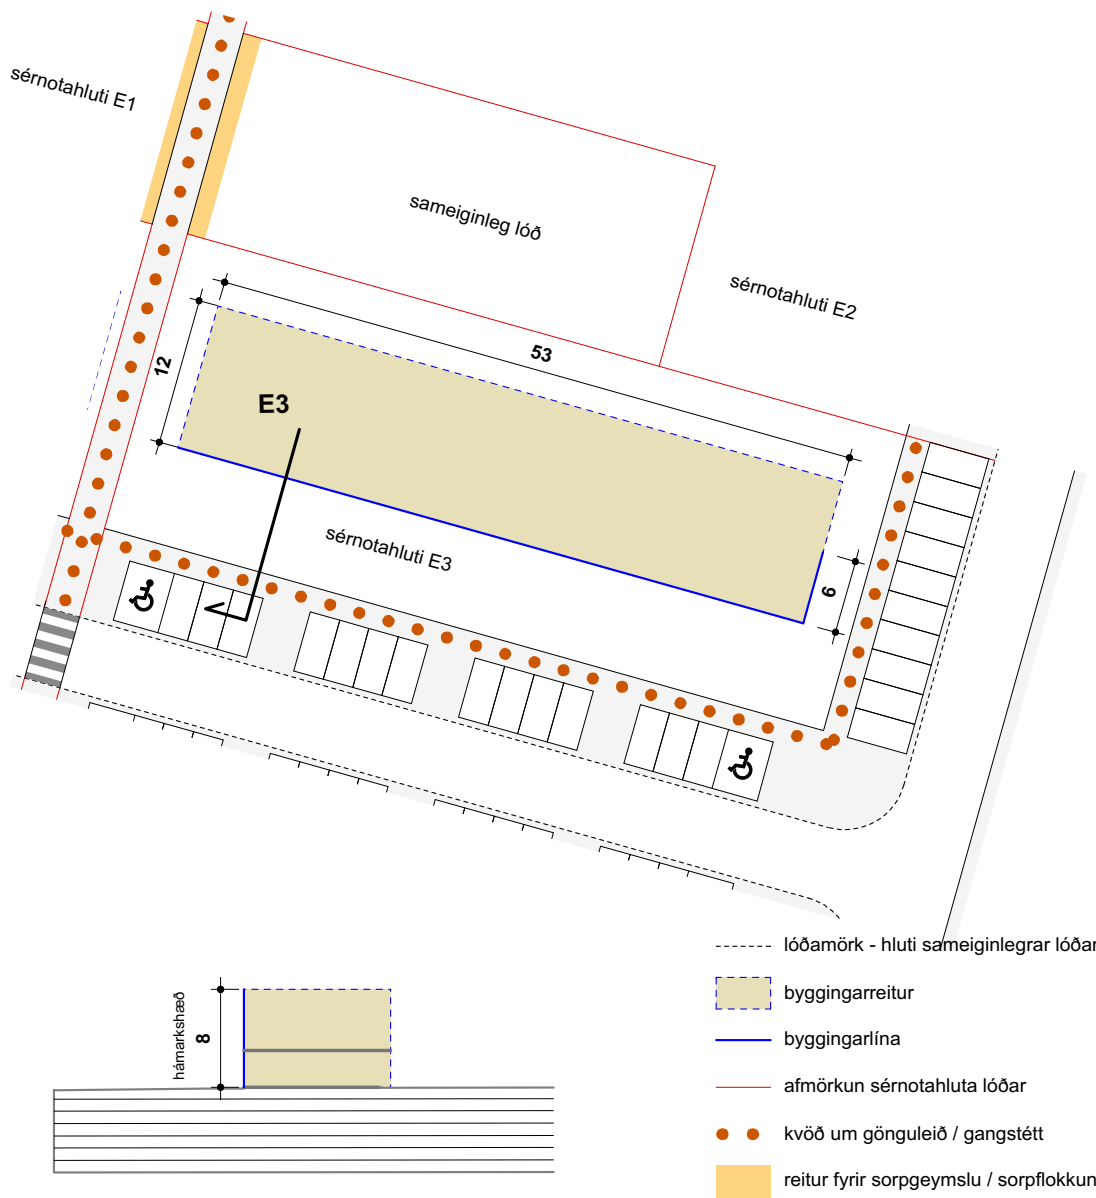 sérnotahluti E1
sameiginleg lóð
sérnotahluti E2
53
12
E3
sérnotahluti E3
6
lóðamörk - hluti sameiginlegrar lóðar
byggingarreitur
hámarkshæð
8
byggingarlína
afmörkun sérnotahluta lóðar
kvöð um gönguleið / gangstétt
reitur fyrir sorpgeymslu / sorpflokkun